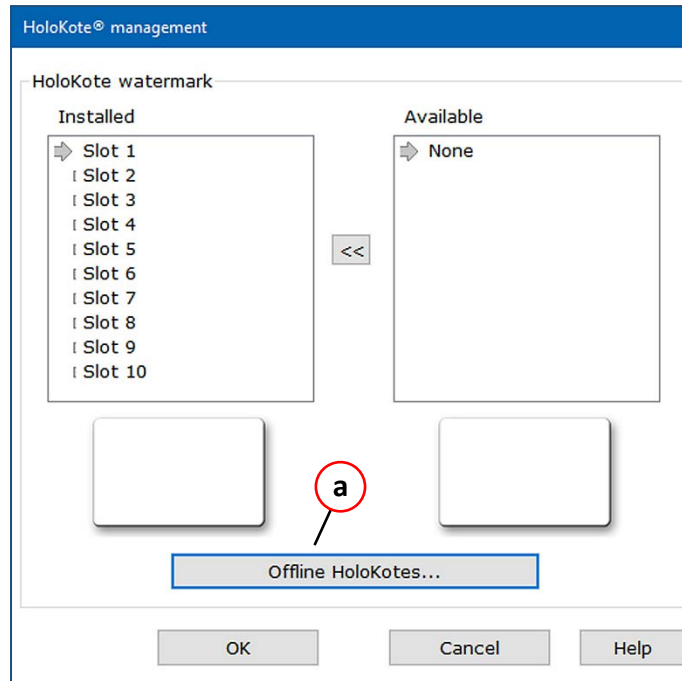 HoloKote® management
HoloKote watermark
Installed
Available
Slot 1
Slot 2
Slot 3
Slot 4
Slot 5
Slot 6
Slot 7
Slot 8
Slot 9
Slot 10
None
<<
a
Offline HoloKotes...
OK
Cancel
Help